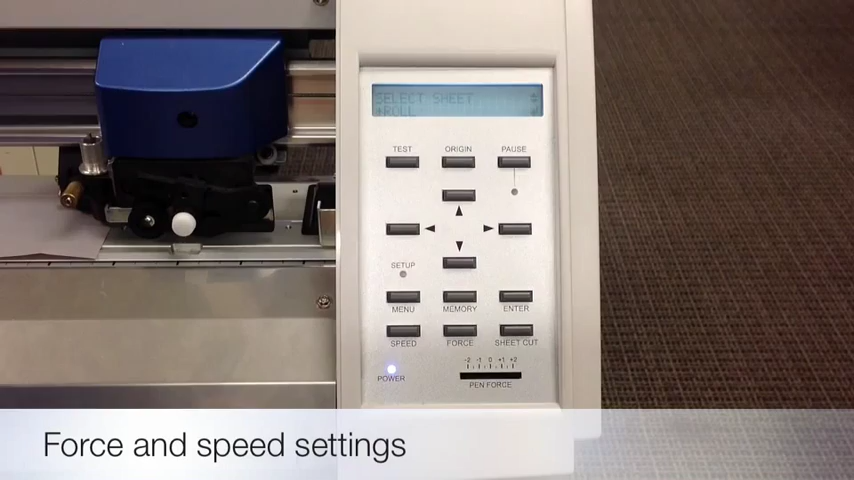 SELECT SHEET
*ROLL
TEST
ORIGIN
PAUSE
SETUP
MENU
MEMORY
ENTER
SPEED
FORCE
SHEET CUT
POWER
-2 -1 0 +1 +2
PEN FORCE
Force and speed settings